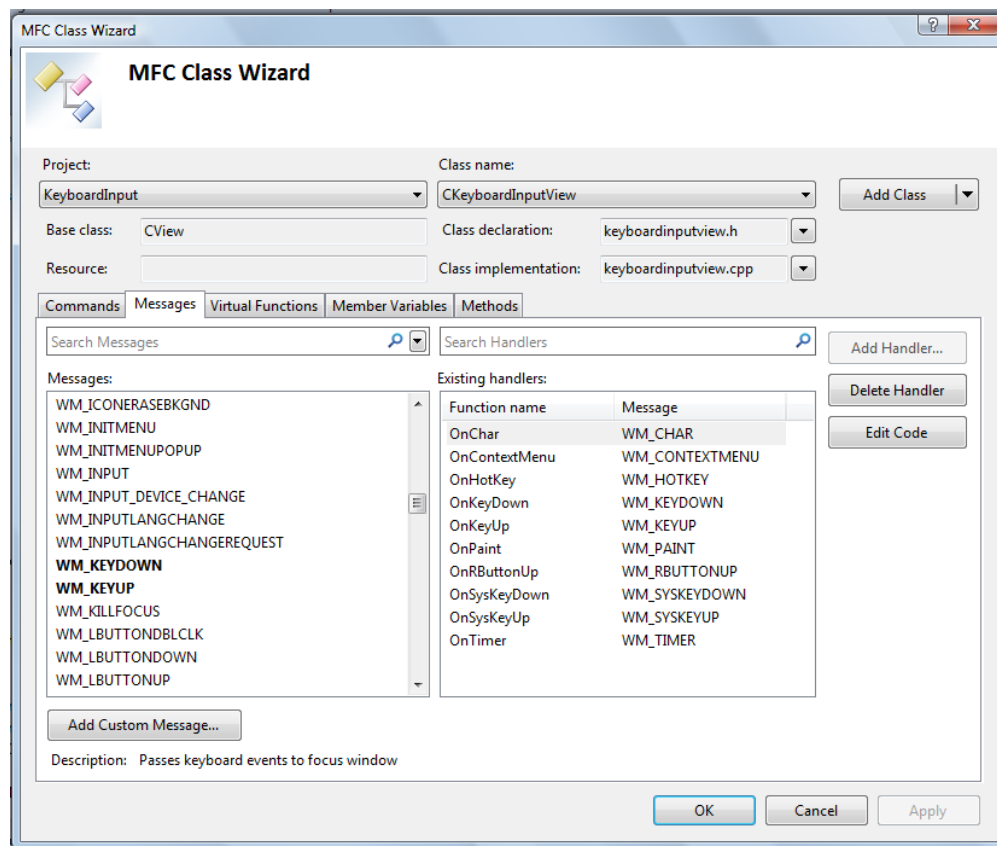 MFC Class Wizard
MFC Class Wizard
Project:
Class name:
KeyboardInput
CKeyboardInputView
Add Class
Base class:
CView
Class declaration:
keyboardinputview.h
Resource:
Class implementation:
keyboardinputview.cpp
Commands
Messages
Virtual Functions
Member Variables
Methods
Search Messages
Search Handlers
Add Handler...
Messages:
Existing handlers:
Delete Handler
Edit Code
WM_ICONERASEBKGND
WM_INITMENU
WM_INITMENUPOPUP
WM_INPUT
WM_INPUT_DEVICE_CHANGE
WM_INPUTLANGCHANGE
WM_INPUTLANGCHANGEREQUEST
WM_KEYDOWN
WM_KEYUP
WM_KILLFOCUS
WM_LBUTTONDBLCLK
WM_LBUTTONDOWN
WM_LBUTTONUP
Function name Message
OnChar WM_CHAR
OnContextMenu WM_CONTEXTMENU
OnHotKey WM_HOTKEY
OnKeyDown WM_KEYDOWN
OnKeyUp WM_KEYUP
OnPaint WM_PAINT
OnRButtonUp WM_RBUTTONUP
OnSysKeyDown WM_SYSKEYDOWN
OnSysKeyUp WM_SYSKEYUP
OnTimer WM_TIMER
Add Custom Message...
Description: Passes keyboard events to focus window
OK
Cancel
Apply